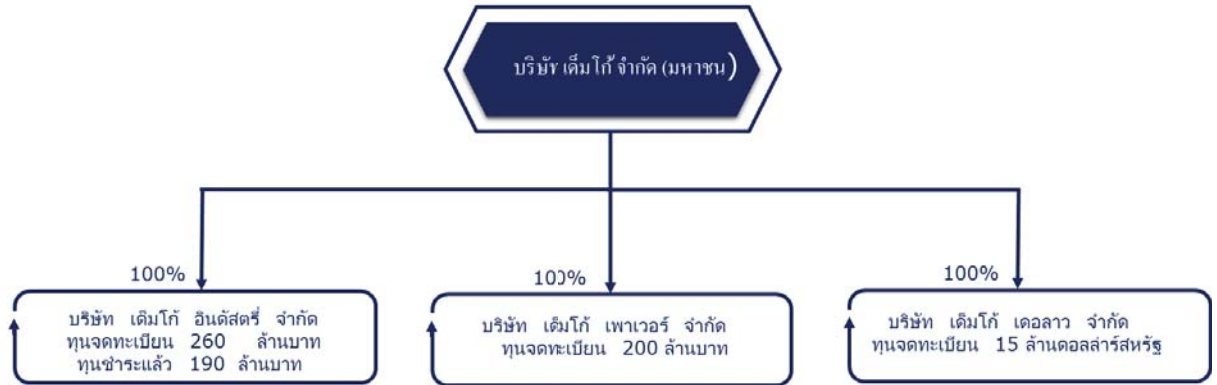 บริษัท เด็มโก้ จำกัด (มหาชน)
100%
บริษัท เด็มโก้ อินดัสตรี่ จำกัด
ทุนจดทะเบียน 260 ล้านบาท
ทุนชำระแล้ว 190 ล้านบาท
100%
บริษัท เด็มโก้ เพาเวอร์ จำกัด
ทุนจดทะเบียน 200 ล้านบาท
100%
บริษัท เด็มโก้ เดอลาว จำกัด
ทุนจดทะเบียน 15 ล้านดอลล่าร์สหรัฐ